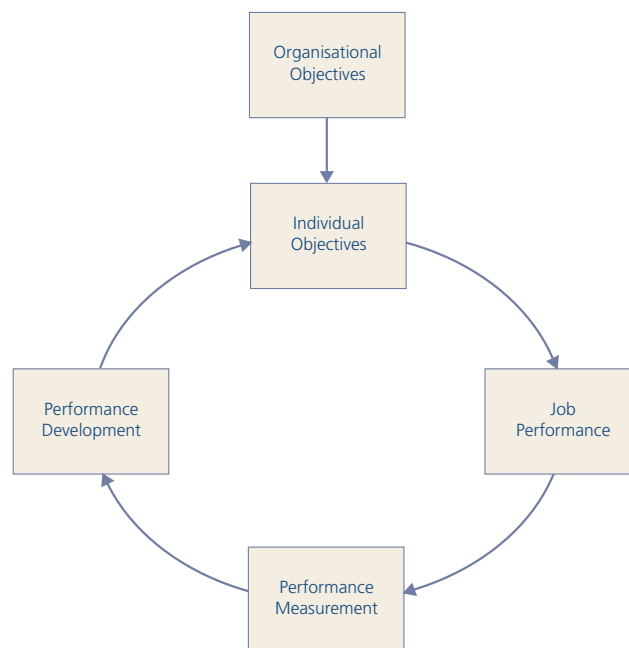 Organisational
Objectives
Individual
Objectives
Performance
Development
Job
Performance
Performance
Measurement